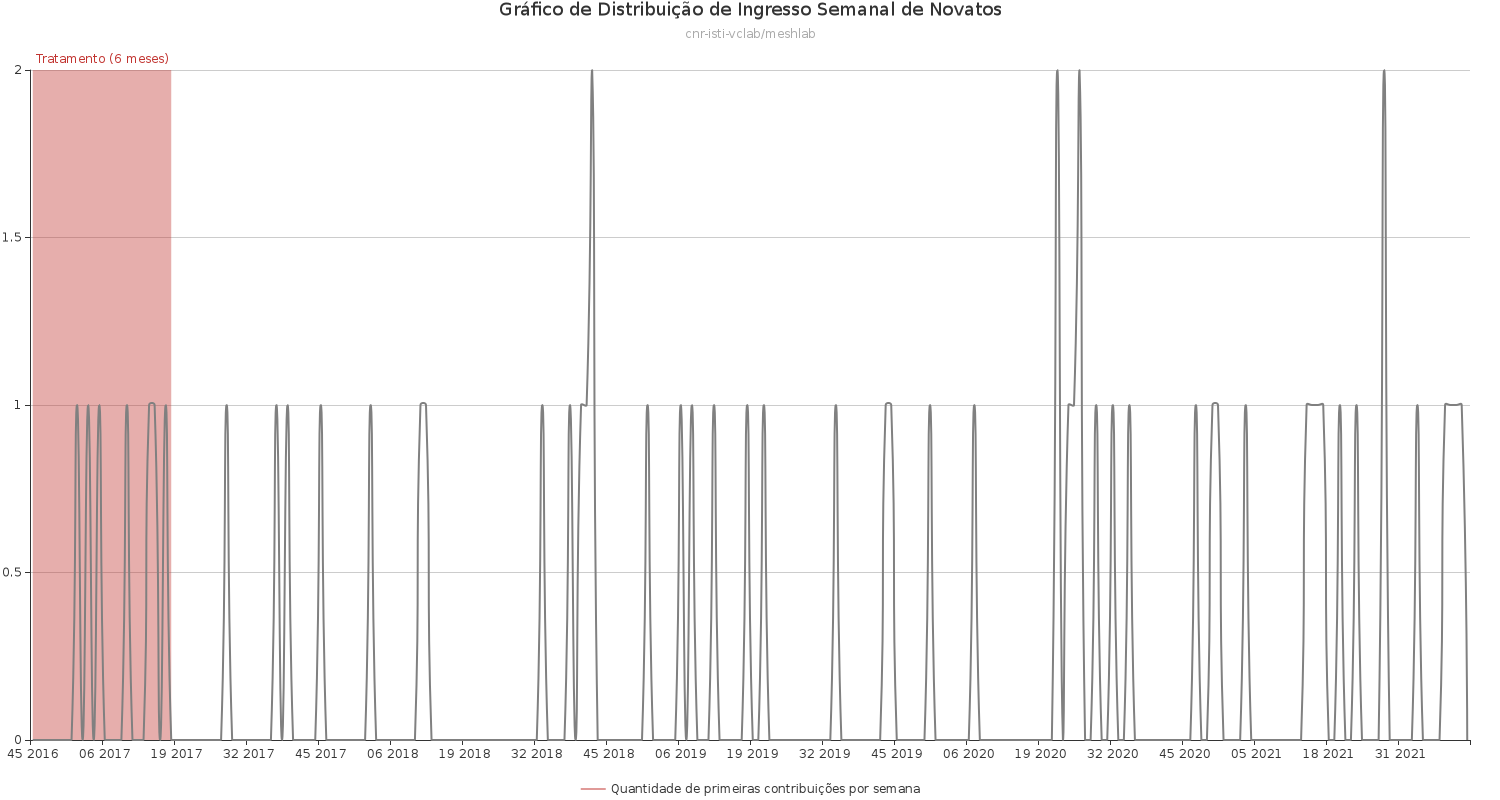 Gráfico de Distribuição de Ingresso Semanal de Novatos
cnr-isti-vclab/meshlab
Tratamento (6 meses)
2
1.5
1
0.5
0
45 2016 06 2017 19 2017 32 2017 45 2017 06 2018 19 2018 32 2018 45 2018 06 2019 19 2019 32 2019 45 2019 06 2020 19 2020 32 2020 45 2020 05 2021 18 2021 31 2021
Quantidade de primeiras contribuições por semana